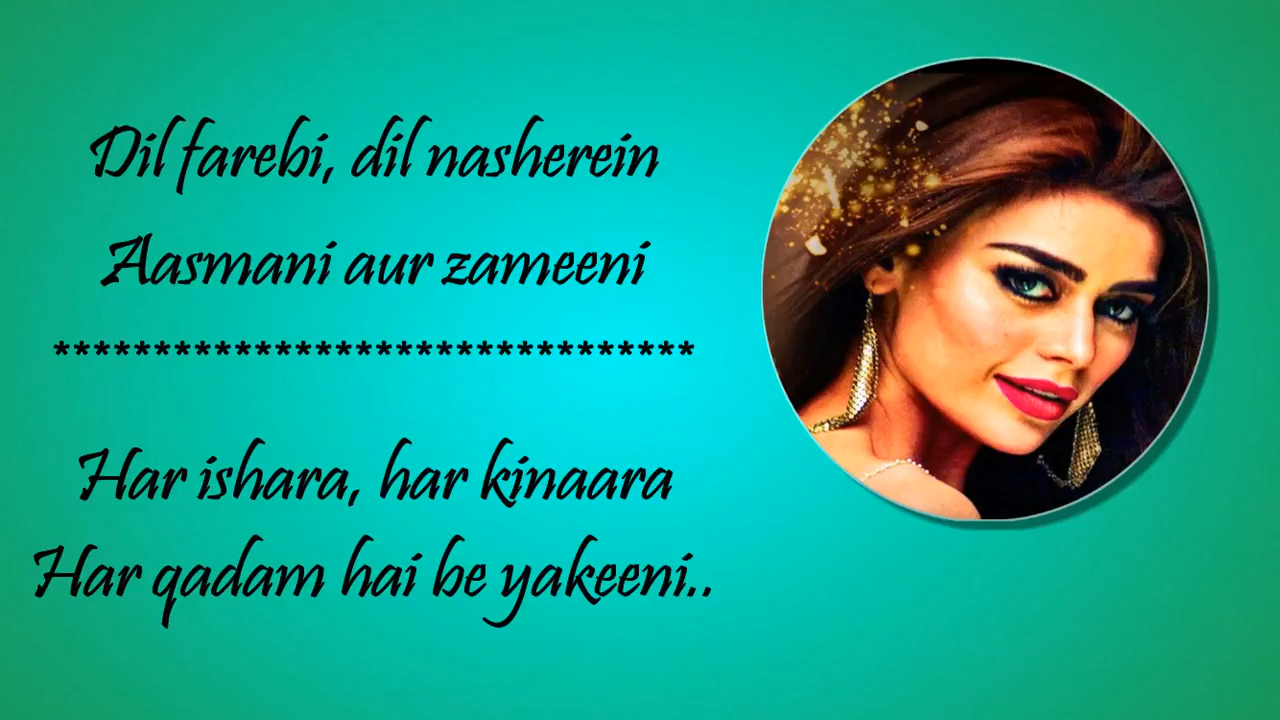 Dil farebi, dil nasherein
Aasmani aur zameeni
********************************
Har ishara, har kinaara
Har qadam hai be yakeeni..